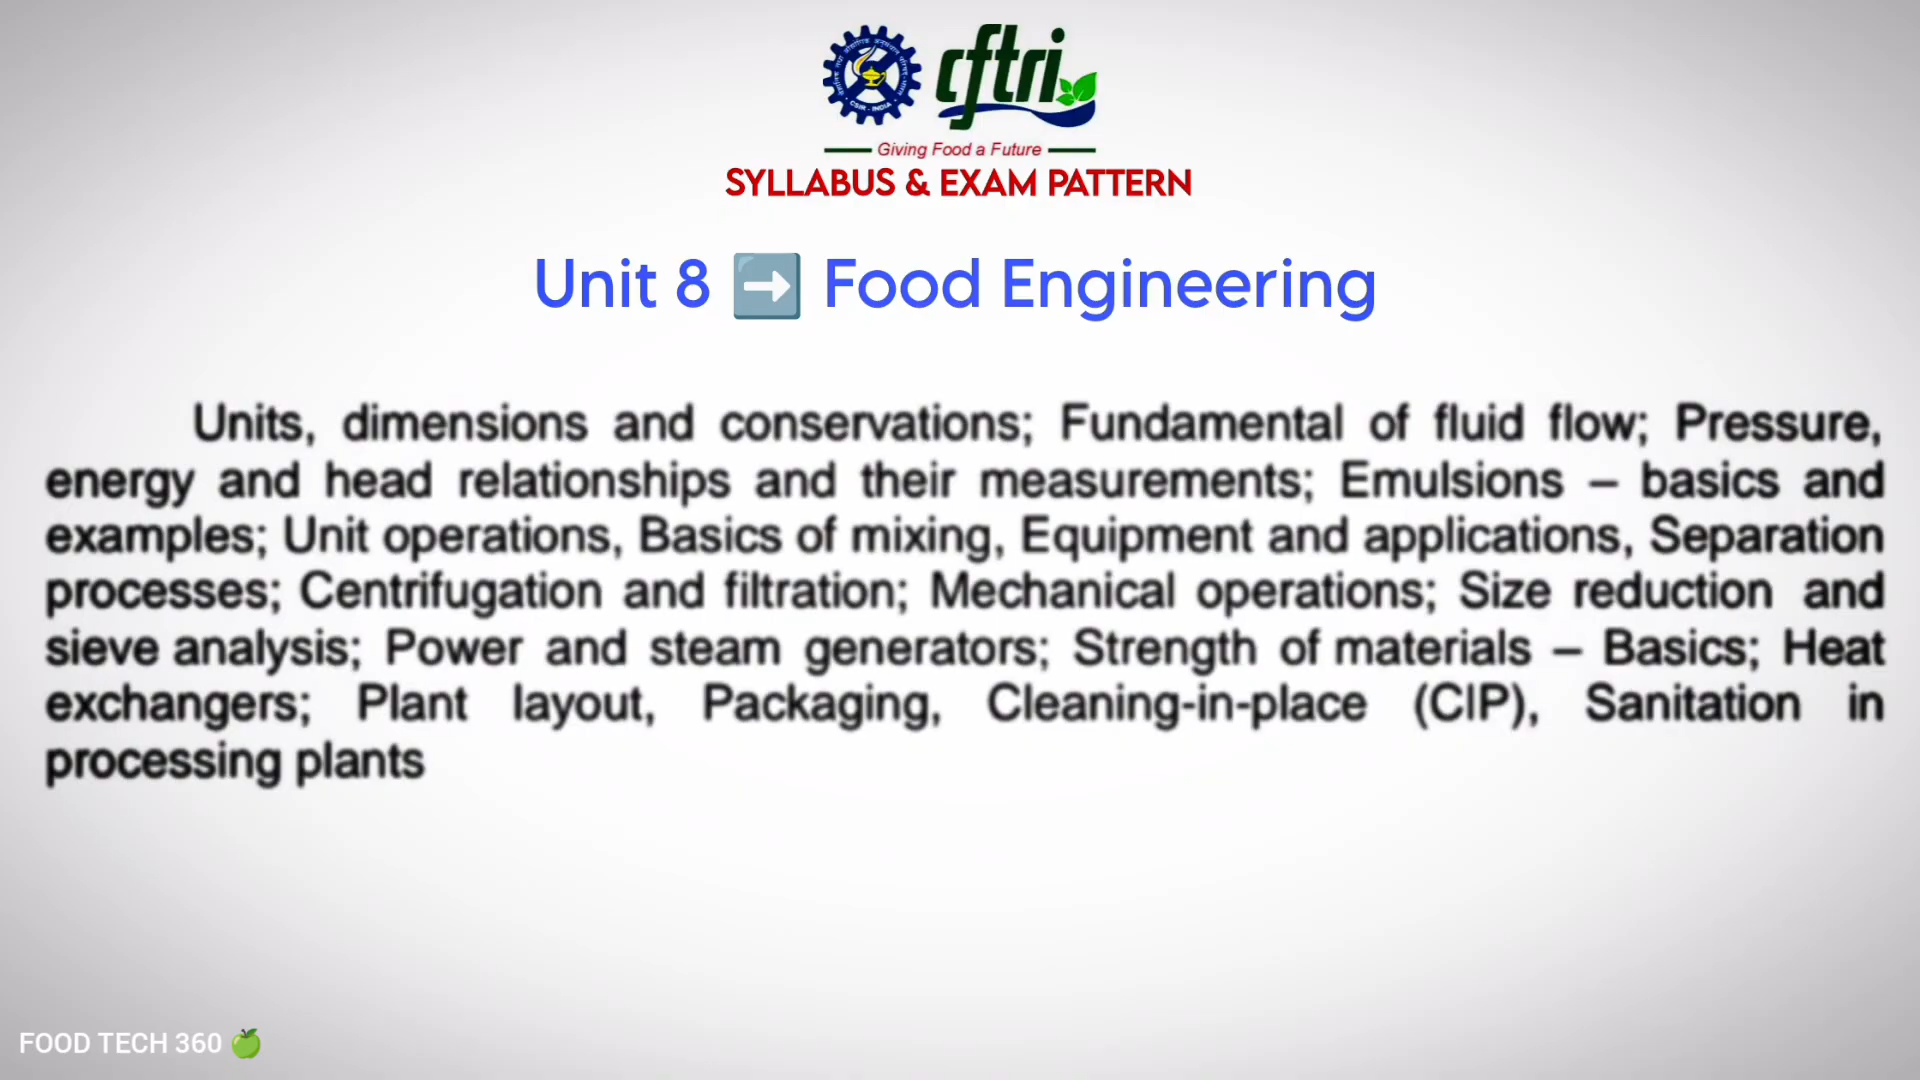 CSIR - INDIA
cftri
Giving Food a Future
SYLLABUS & EXAM PATTERN
Unit 8 ➡️ Food Engineering
Units, dimensions and conservations; Fundamental of fluid flow; Pressure,
energy and head relationships and their measurements; Emulsions – basics and
examples; Unit operations, Basics of mixing, Equipment and applications, Separation
processes; Centrifugation and filtration; Mechanical operations; Size reduction and
sieve analysis; Power and steam generators; Strength of materials – Basics; Heat
exchangers; Plant layout, Packaging, Cleaning-in-place (CIP), Sanitation in
processing plants
FOOD TECH 360 🍏